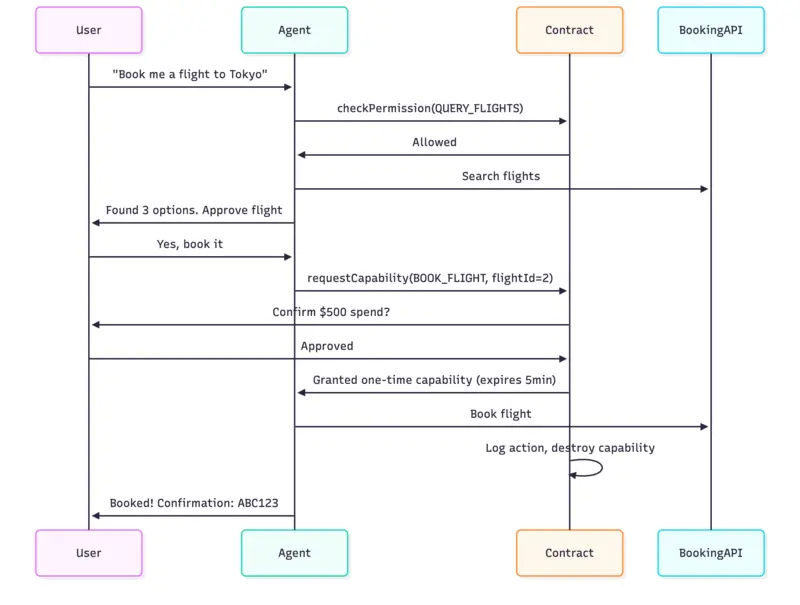 User
Agent
Contract
BookingAPI
"Book me a flight to Tokyo"
checkPermission(QUERY_FLIGHTS)
Allowed
Search flights
Found 3 options. Approve flight
Yes, book it
requestCapability(BOOK_FLIGHT, flightId=2)
Confirm $500 spend?
Approved
Granted one-time capability (expires 5min)
Book flight
Log action, destroy capability
Booked! Confirmation: ABC123
User
Agent
Contract
BookingAPI